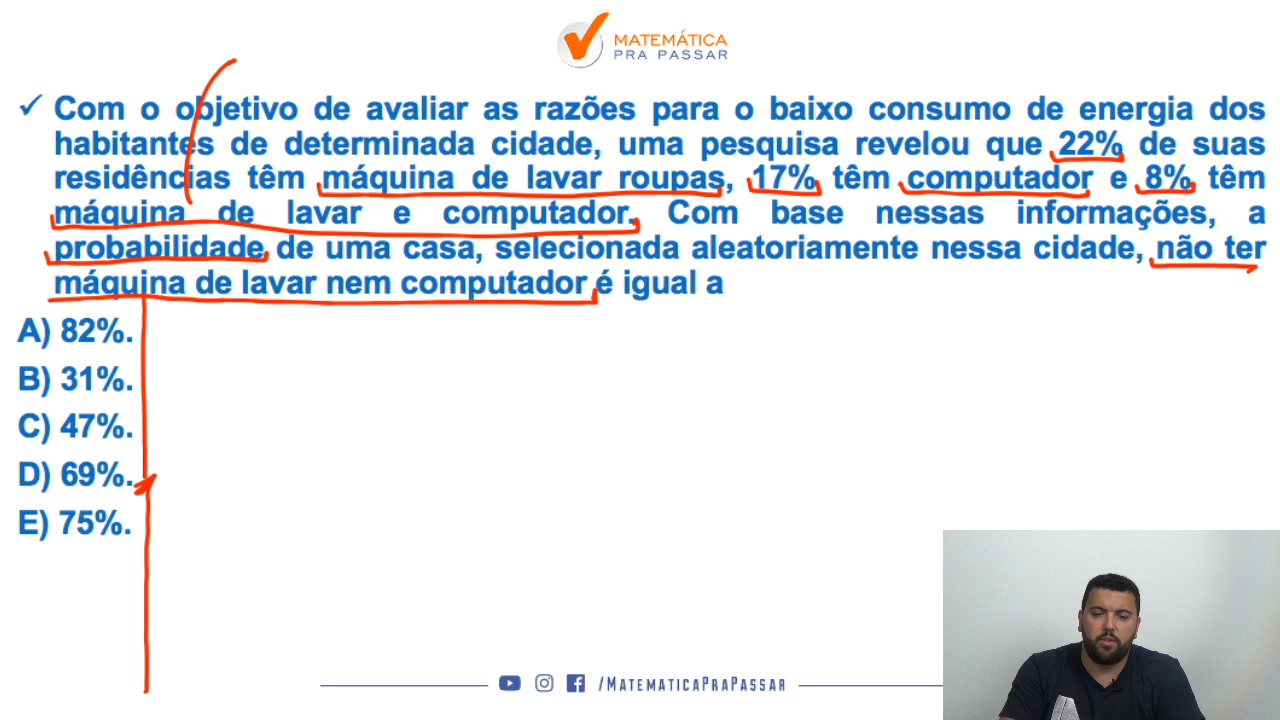 MATEMÁTICA
PRA PASSAR
✓ Com o objetivo de avaliar as razões para o baixo consumo de energia dos
habitantes de determinada cidade, uma pesquisa revelou que 22% de suas
residências têm máquina de lavar roupas, 17% têm computador e 8% têm
máquina de lavar e computador. Com base nessas informações, a
probabilidade de uma casa, selecionada aleatoriamente nessa cidade, não ter
máquina de lavar nem computador é igual a
A) 82%.
B) 31%.
C) 47%.
D) 69%.
E) 75%.
/MATEMATICAPRAPASSAR